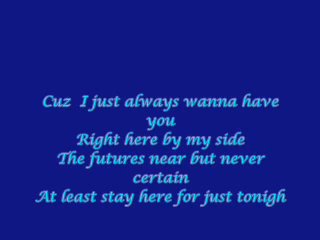 Cuz  I just always wanna have
you
Right here by my side
The futures near but never
certain
At least stay here for just tonigh